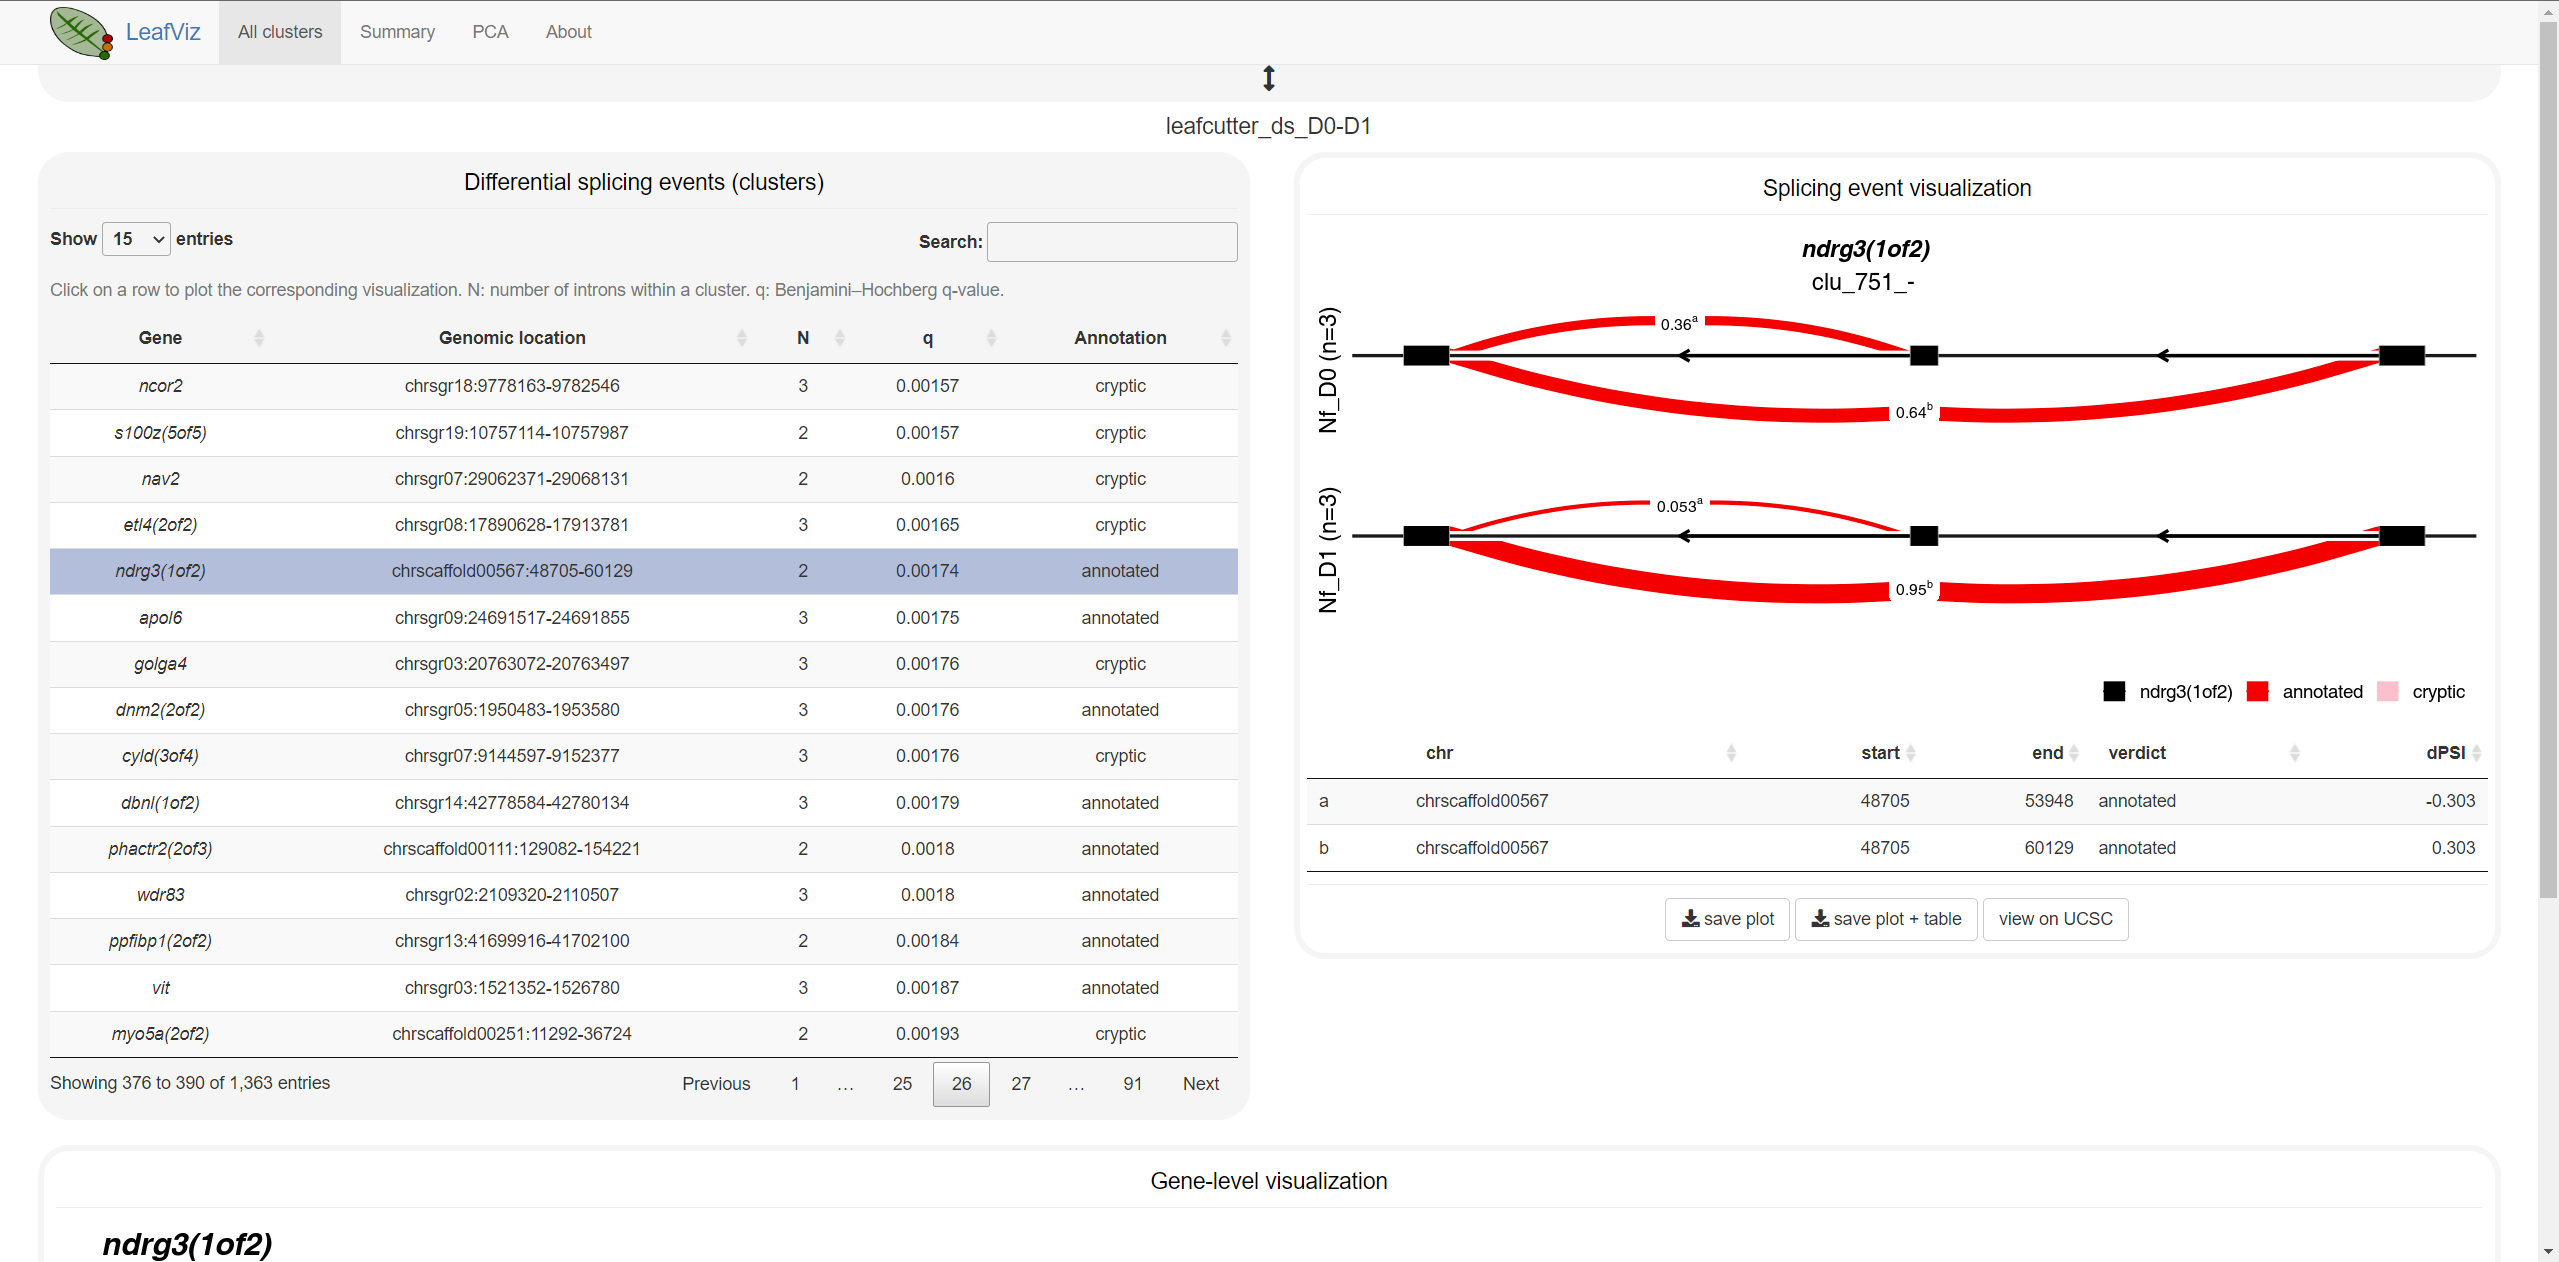 LeafViz All clusters Summary PCA About
leafcutter_ds_D0-D1
Differential splicing events (clusters)
Show 15 entries Search:
Click on a row to plot the corresponding visualization. N: number of introns within a cluster. q: Benjamini–Hochberg q-value.
Gene Genomic location N q Annotation
ncor2 chrsgr18:9778163-9782546 3 0.00157 cryptic
s100z(5of5) chrsgr19:10757114-10757987 2 0.00157 cryptic
nav2 chrsgr07:29062371-29068131 2 0.0016 cryptic
etl4(2of2) chrsgr08:17890628-17913781 3 0.00165 cryptic
ndrg3(1of2) chrscaffold00567:48705-60129 2 0.00174 annotated
apol6 chrsgr09:24691517-24691855 3 0.00175 annotated
golga4 chrsgr03:20763072-20763497 3 0.00176 cryptic
dnm2(2of2) chrsgr05:1950483-1953580 3 0.00176 annotated
cyld(3of4) chrsgr07:9144597-9152377 3 0.00176 cryptic
dbnl(1of2) chrsgr14:42778584-42780134 3 0.00179 annotated
phactr2(2of3) chrscaffold00111:129082-154221 2 0.0018 annotated
wdr83 chrsgr02:2109320-2110507 3 0.0018 annotated
ppfibp1(2of2) chrsgr13:41699916-41702100 2 0.00184 annotated
vit chrsgr03:1521352-1526780 3 0.00187 annotated
myo5a(2of2) chrscaffold00251:11292-36724 2 0.00193 cryptic
Showing 376 to 390 of 1,363 entries Previous 1 … 25 26 27 … 91 Next
Splicing event visualization
ndrg3(1of2)
clu_751_-
Nf_D0 (n=3)
0.36a
0.64b
Nf_D1 (n=3)
0.053a
0.95b
ndrg3(1of2) annotated cryptic
chr start end verdict dPSI
a chrscaffold00567 48705 53948 annotated -0.303
b chrscaffold00567 48705 60129 annotated 0.303
save plot save plot + table view on UCSC
Gene-level visualization
ndrg3(1of2)